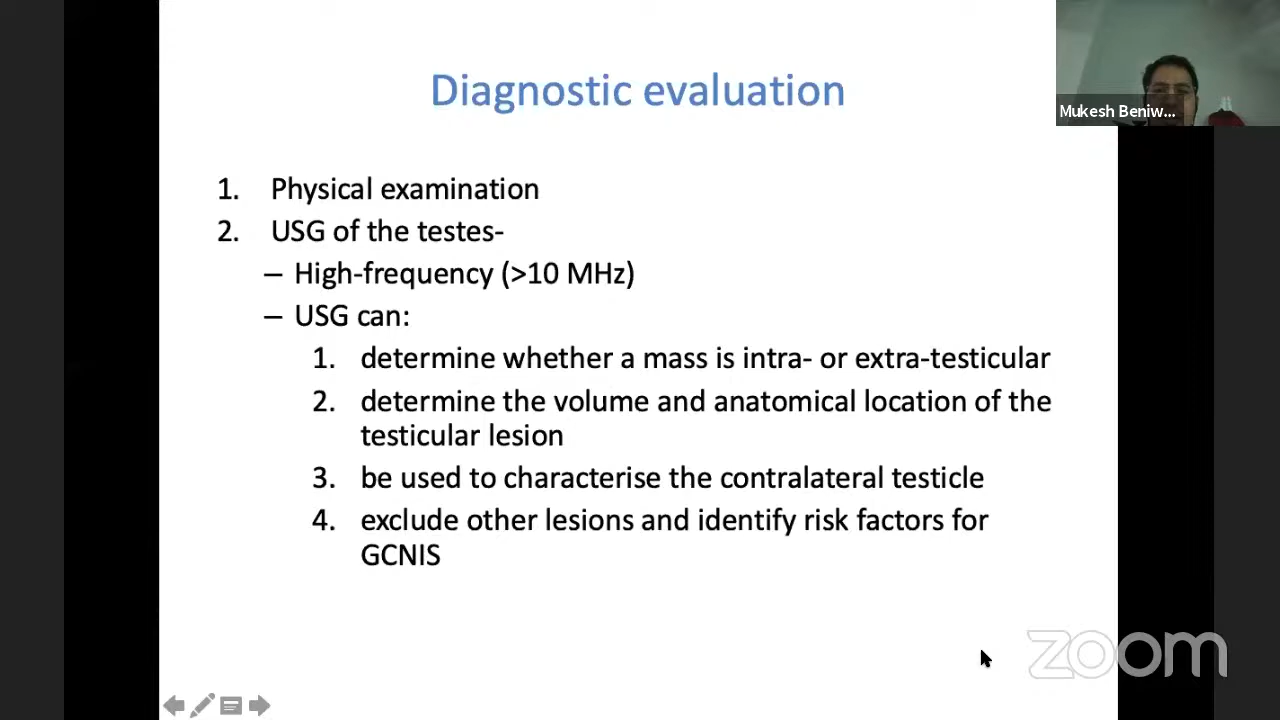 Diagnostic evaluation
Mukesh Beniw...
1. Physical examination
2. USG of the testes-
– High-frequency (>10 MHz)
– USG can:
1. determine whether a mass is intra- or extra-testicular
2. determine the volume and anatomical location of the
testicular lesion
3. be used to characterise the contralateral testicle
4. exclude other lesions and identify risk factors for
GCNIS
zoom